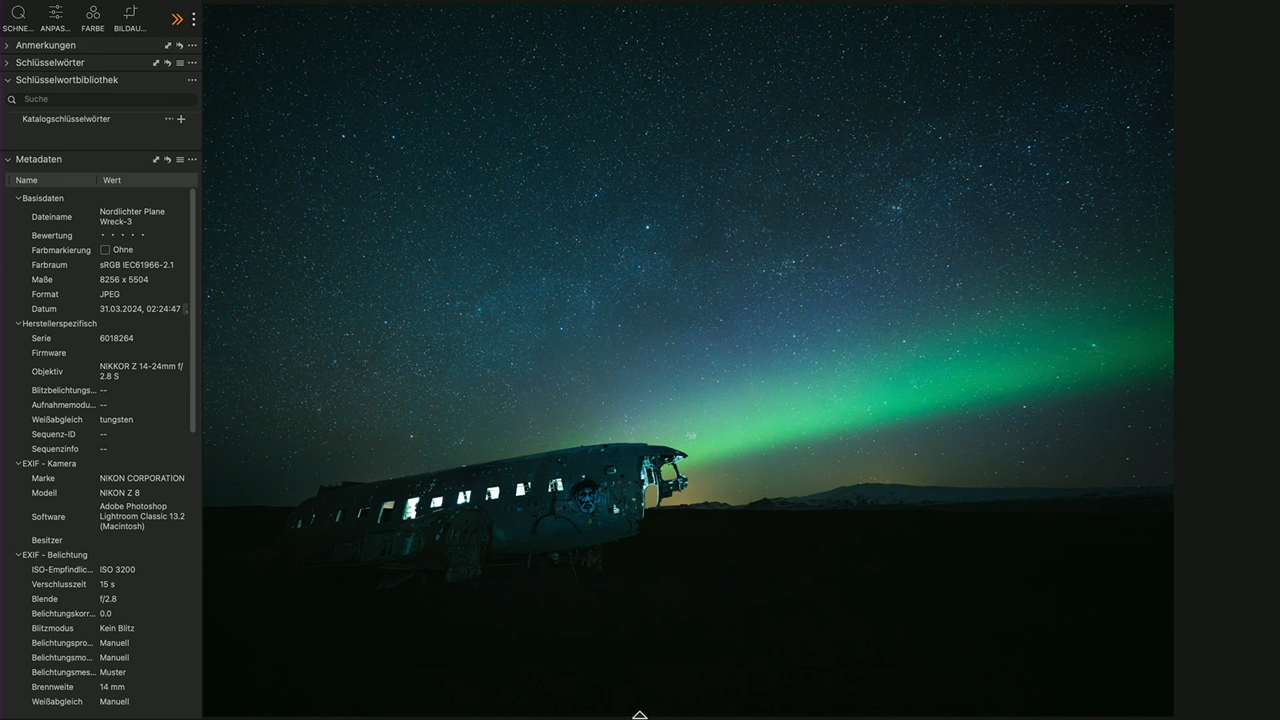 SCHNE... ANPAS... FARBE BILDAU...
Anmerkungen
Schlüsselwörter
Schlüsselwortbibliothek
Suche
Katalogschlüsselwörter
Metadaten
Name Wert
Basisdaten
Dateiname Nordlichter Plane
Wreck-3
Bewertung
Farbmarkierung Ohne
Farbraum sRGB IEC61966-2.1
Maße 8256 x 5504
Format JPEG
Datum 31.03.2024, 02:24:47
Herstellerspezifisch
Serie 6018264
Firmware
Objektiv NIKKOR Z 14-24mm f/
2.8 S
Blitzbelichtungs... --
Aufnahmemodu... --
Weißabgleich tungsten
Sequenz-ID --
Sequenzinfo --
EXIF - Kamera
Marke NIKON CORPORATION
Modell NIKON Z 8
Software Adobe Photoshop
Lightroom Classic 13.2
(Macintosh)
Besitzer
EXIF - Belichtung
ISO-Empfindlic... ISO 3200
Verschlusszeit 15 s
Blende f/2.8
Belichtungskorr... 0.0
Blitzmodus Kein Blitz
Belichtungspro... Manuell
Belichtungsmo... Manuell
Belichtungsmes... Muster
Brennweite 14 mm
Weißabgleich Manuell